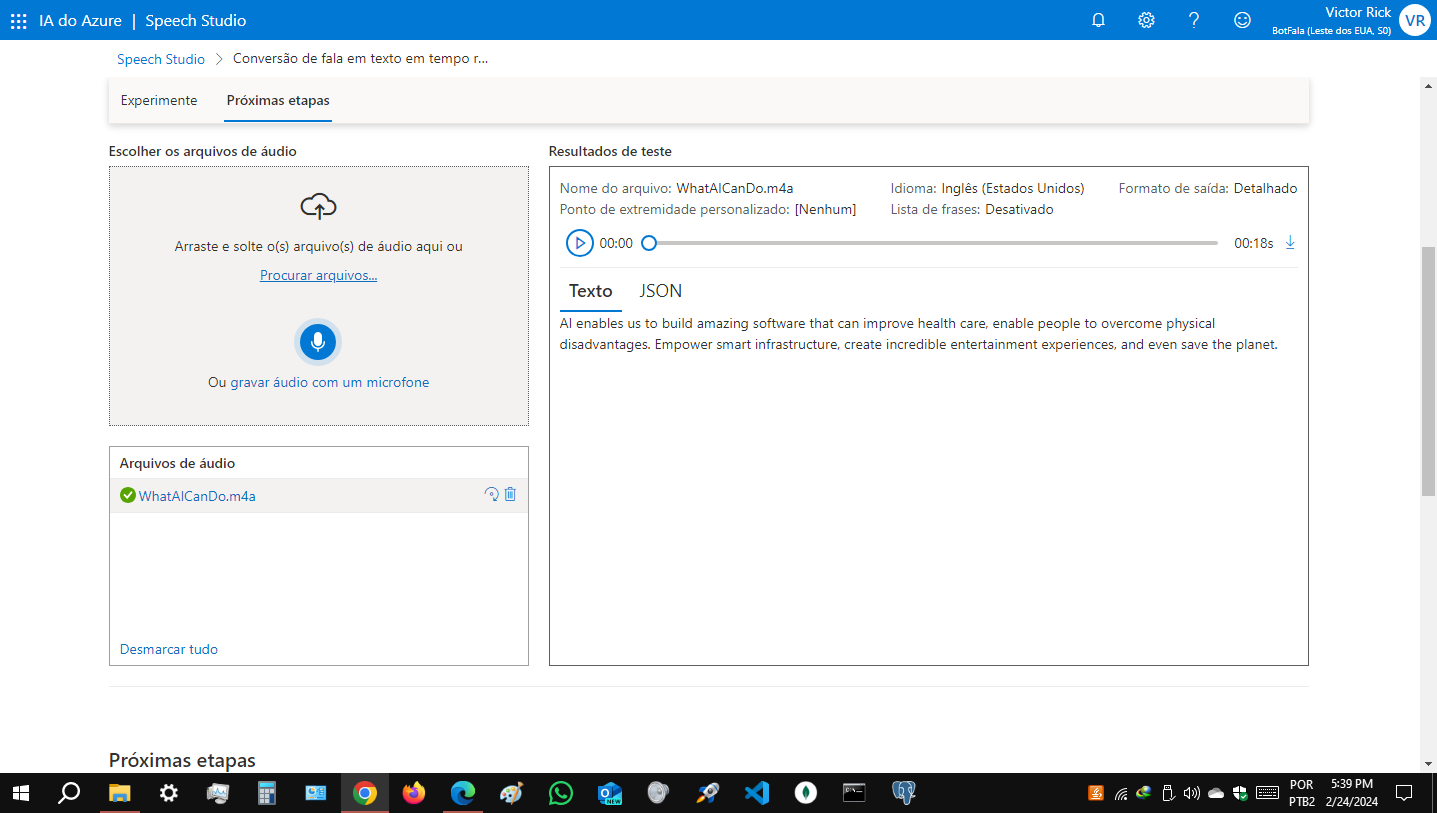 IA do Azure | Speech Studio
Victor Rick
BotFala (Leste dos EUA, S0)
VR
Speech Studio > Conversão de fala em texto em tempo r...
Experimente Próximas etapas
Escolher os arquivos de áudio
Arraste e solte o(s) arquivo(s) de áudio aqui ou
Procurar arquivos...
Ou gravar áudio com um microfone
Arquivos de áudio
WhatAICanDo.m4a
Desmarcar tudo
Resultados de teste
Nome do arquivo: WhatAICanDo.m4a Idioma: Inglês (Estados Unidos) Formato de saída: Detalhado
Ponto de extremidade personalizado: [Nenhum] Lista de frases: Desativado
00:00 00:18s
Texto JSON
AI enables us to build amazing software that can improve health care, enable people to overcome physical
disadvantages. Empower smart infrastructure, create incredible entertainment experiences, and even save the planet.
Próximas etapas
NEW
POR 5:39 PM
PTB2 2/24/2024